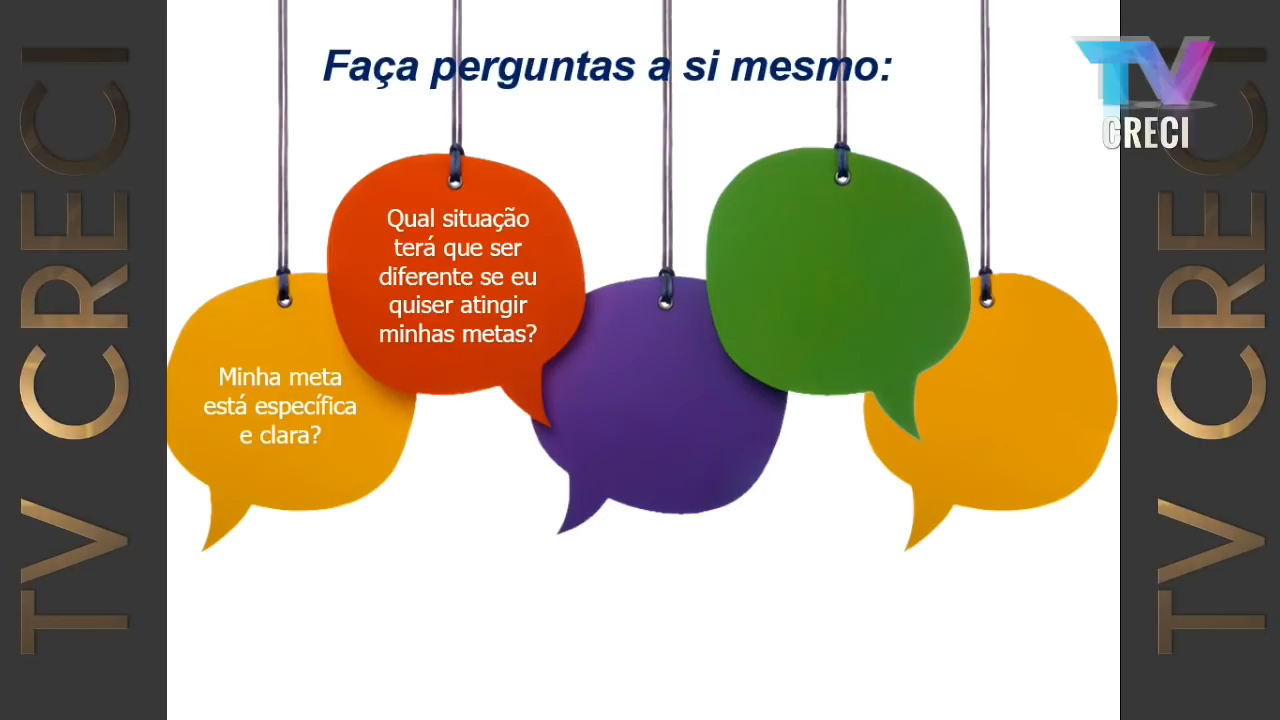 TV CRECI
Faça perguntas a si mesmo:
TV
CRECI
Qual situação
terá que ser
diferente se eu
quiser atingir
minhas metas?
Minha meta
está específica
e clara?
TV CRECI